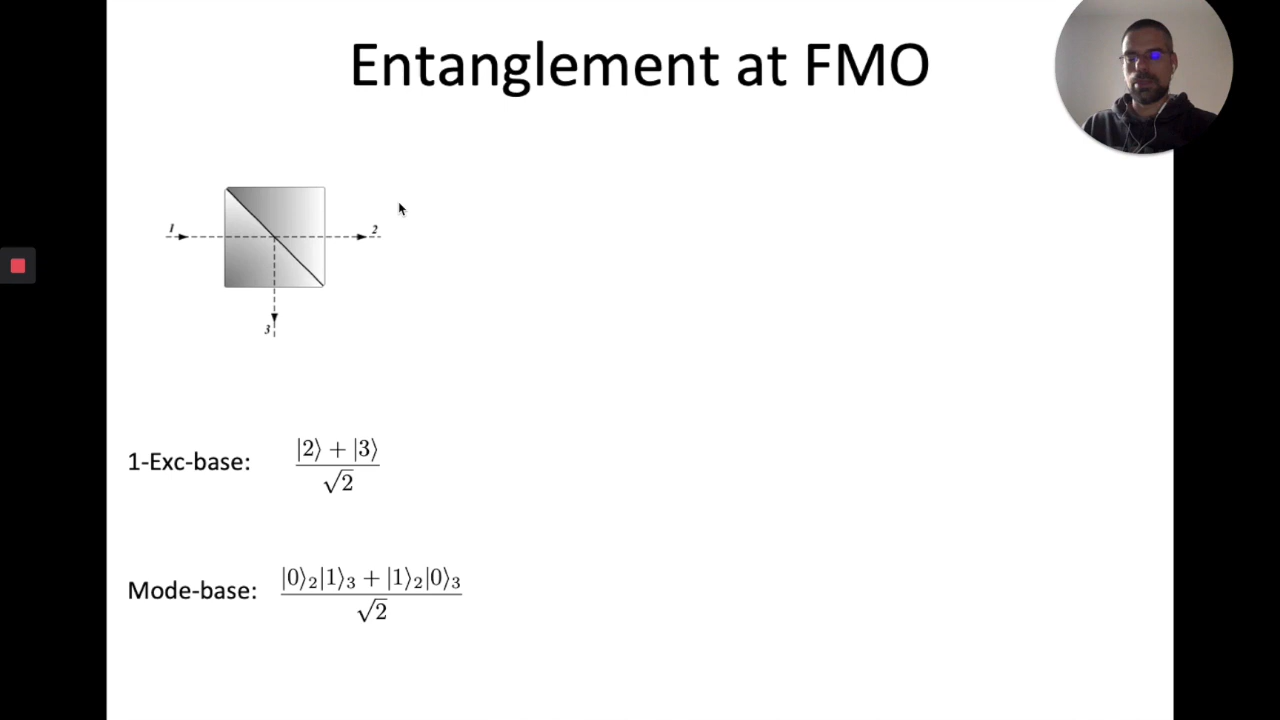 Entanglement at FMO
1
2
3
1-Exc-base: |2⟩ + |3⟩ / √2
Mode-base: |0⟩₂|1⟩₃ + |1⟩₂|0⟩₃ / √2